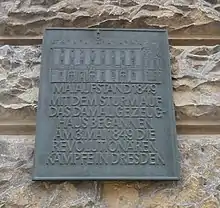 MAIAUFSTAND 1849
MIT DEM STURM AUF
DAS DAMALIGE ZEUG-
HAUS BEGANNEN
AM 3. MAI 1849 DIE
REVOLUTIONÄREN
KÄMPFE IN DRESDEN